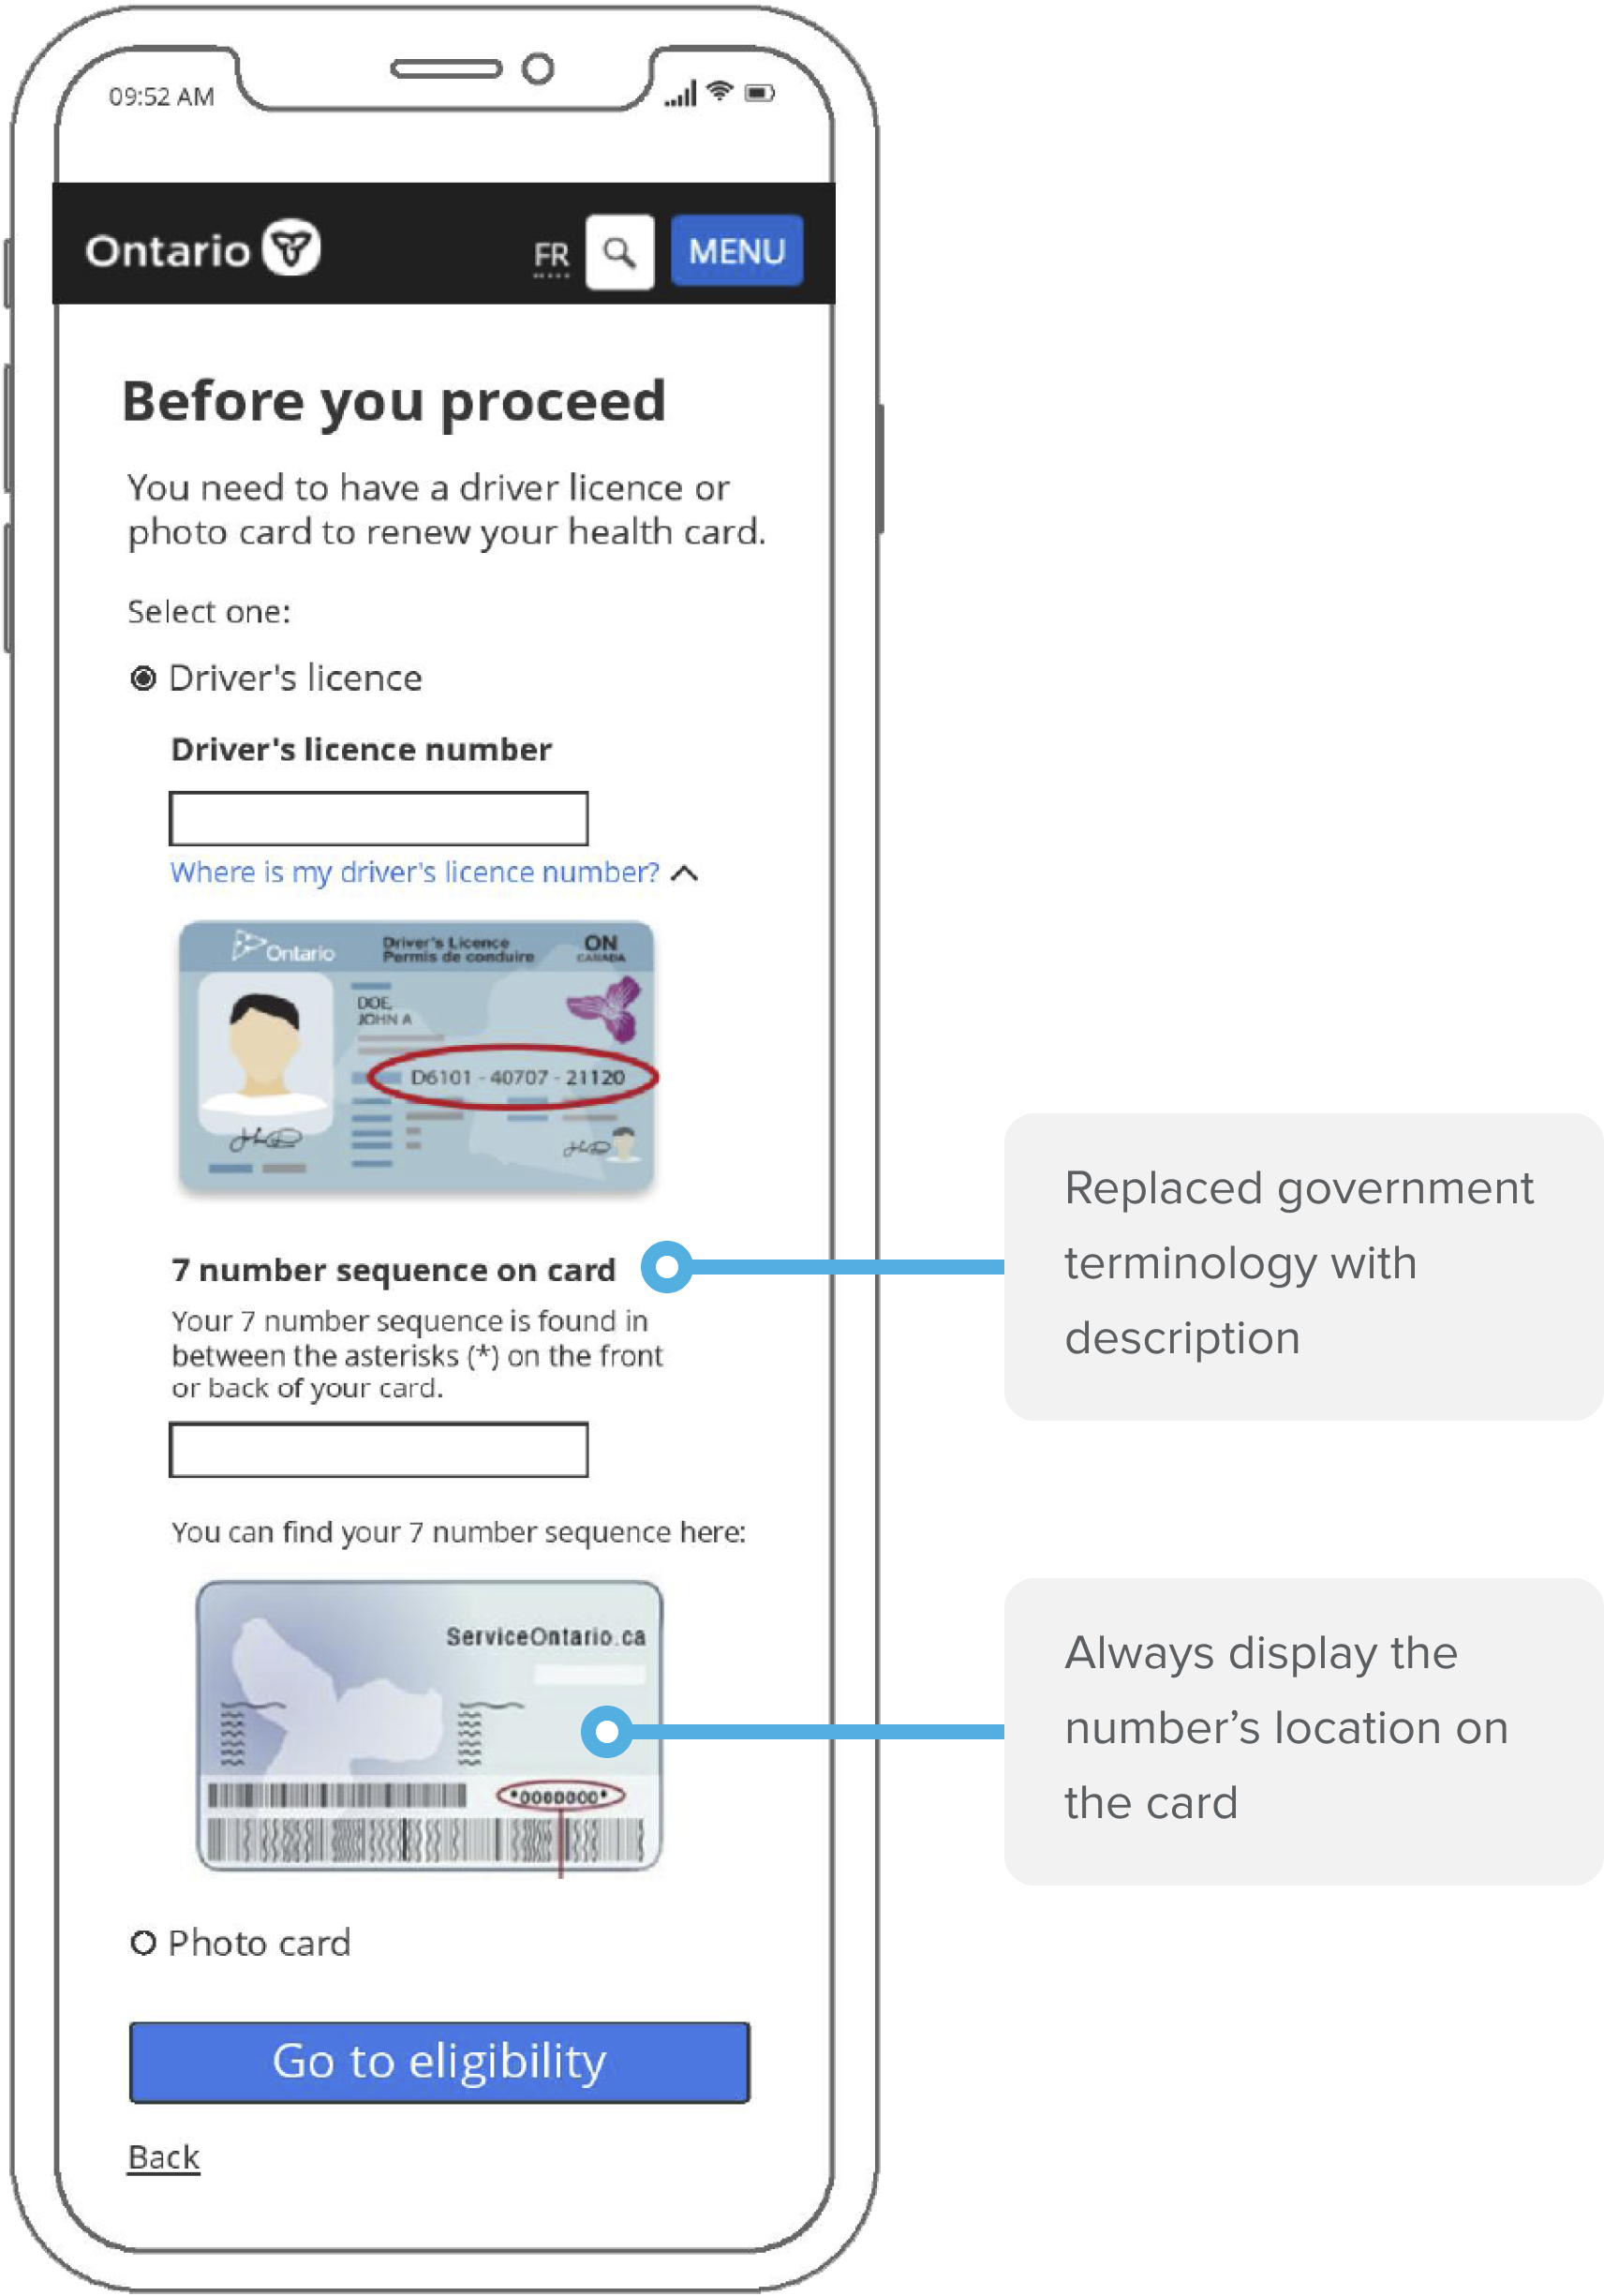 09:52 AM
Ontario
FR
MENU
Before you proceed
You need to have a driver licence or
photo card to renew your health card.
Select one:
Driver's licence
Driver's licence number
Where is my driver's licence number?
Ontario
Driver's Licence
Permis de conduire
ON
CANADA
DOE,
JOHN A
D6101 - 40707 - 21120
7 number sequence on card
Your 7 number sequence is found in
between the asterisks (*) on the front
or back of your card.
You can find your 7 number sequence here:
ServiceOntario.ca
*0000000*
Photo card
Go to eligibility
Back
Replaced government
terminology with
description
Always display the
number’s location on
the card